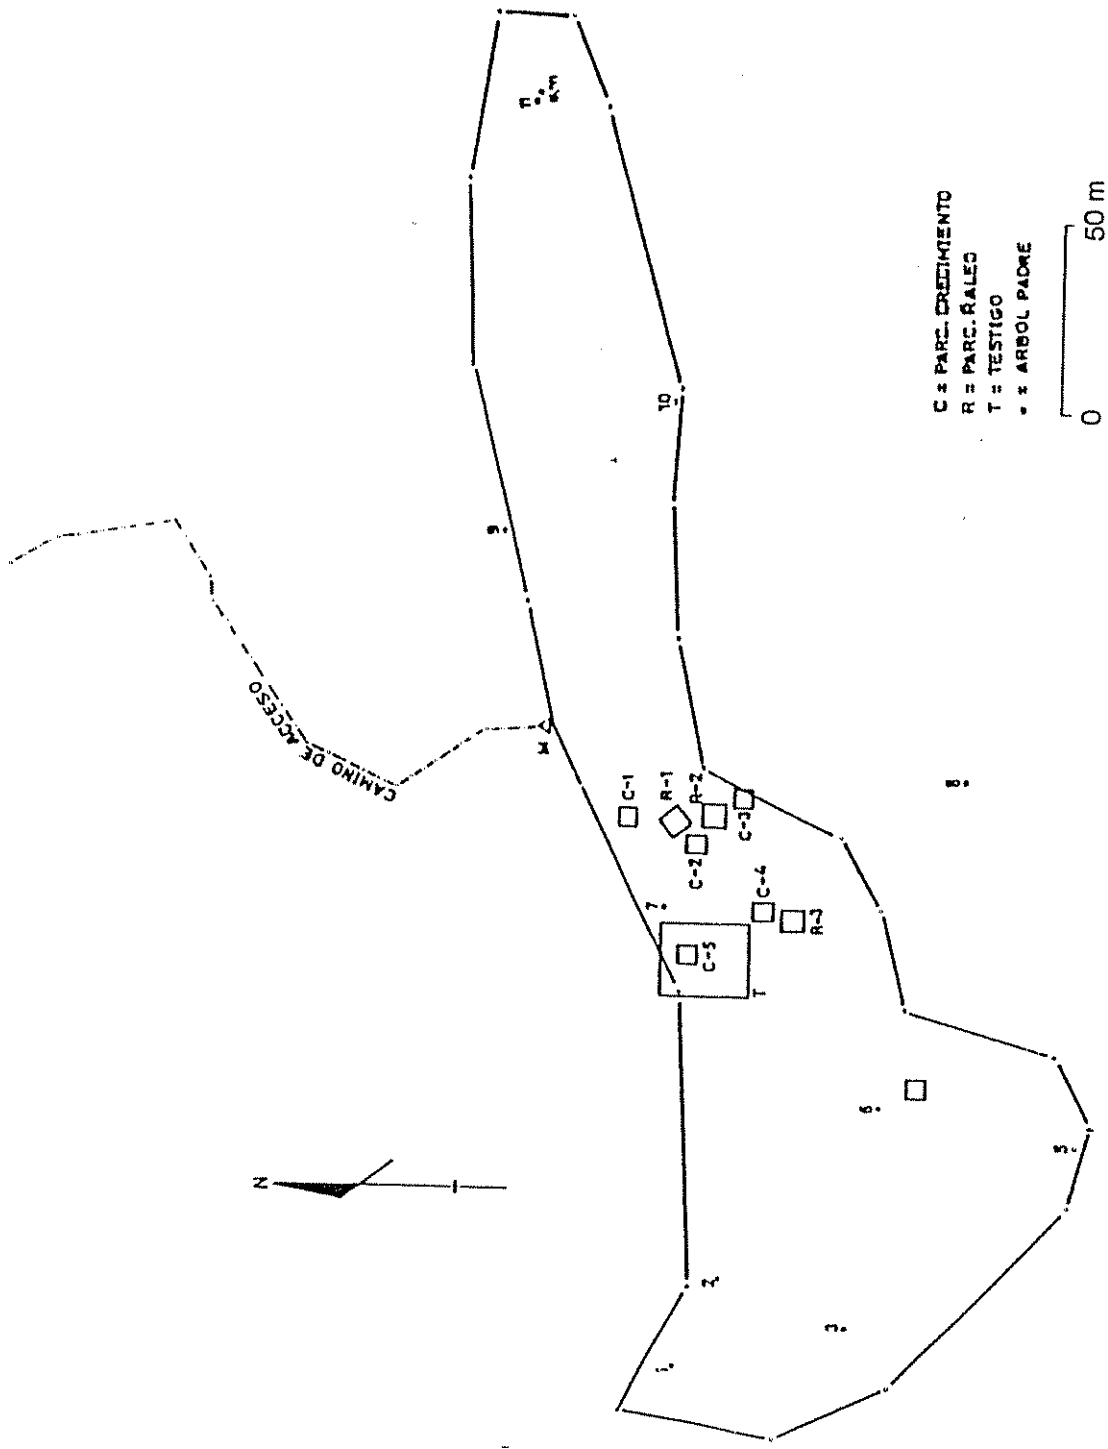 CAMINO DE ACCESO
N
9
10
C-1
R-1
R-2
C-2
C-3
C-4
R-3
7
C-5
T
8
6
5
2
3
1
C = PARC. CRECIMIENTO
R = PARC. RALEO
T = TESTIGO
• = ARBOL PADRE
0 50 m